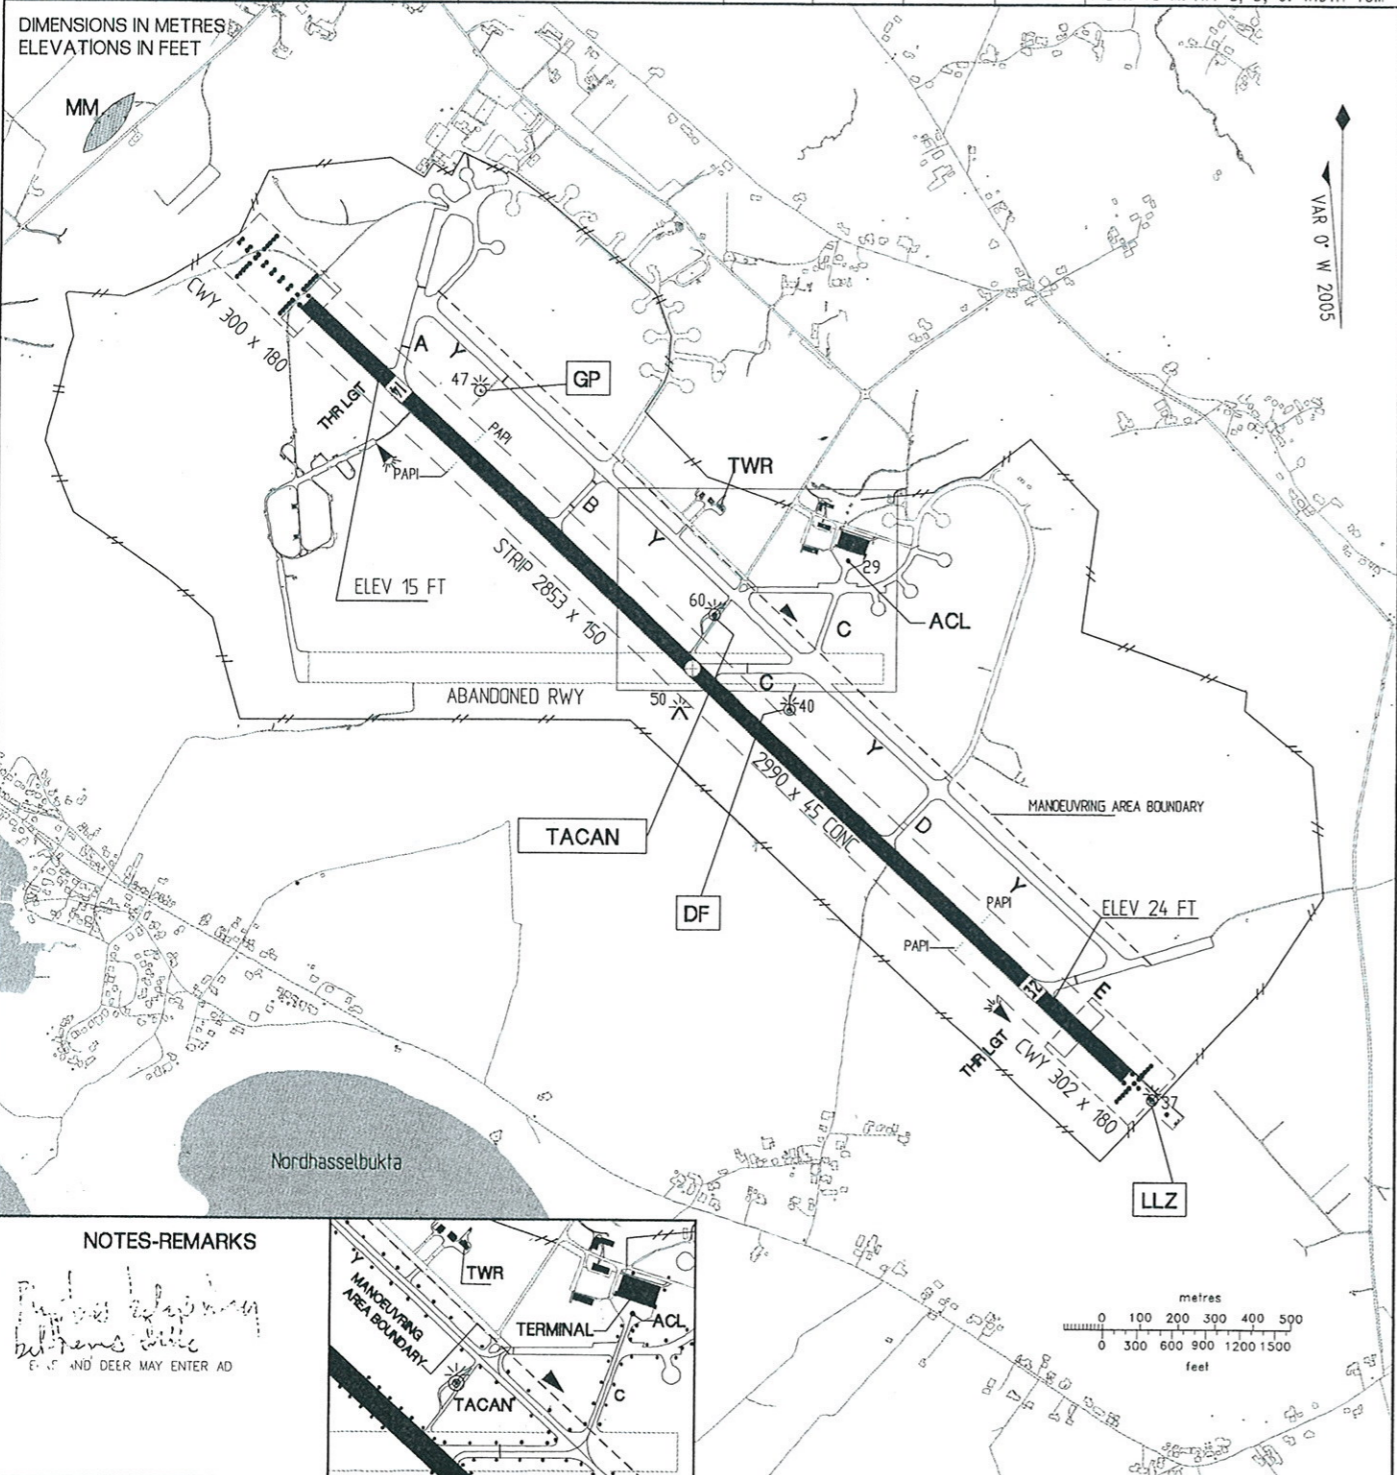 DIMENSIONS IN METRES
ELEVATIONS IN FEET
MM
VAR 0° W 2005
CWY 300 X 180
A
Y
47
GP
THR LGT
14
PAPI
PAPI
TWR
B
Y
29
ELEV 15 FT
STRIP 2853 X 150
60
C
ACL
ABANDONED RWY
50
C
40
Y
2990 X 45 CONC
MANOEUVRING AREA BOUNDARY
TACAN
D
DF
Y
PAPI
ELEV 24 FT
PAPI
32
E
THR LGT
CWY 302 X 180
37
Nordhasselbukta
LLZ
NOTES-REMARKS
AND DEER MAY ENTER AD
Y
TWR
MANOEUVRING
AREA BOUNDARY
TERMINAL
ACL
TACAN
C
metres
0 100 200 300 400 500
0 300 600 900 1200 1500
feet